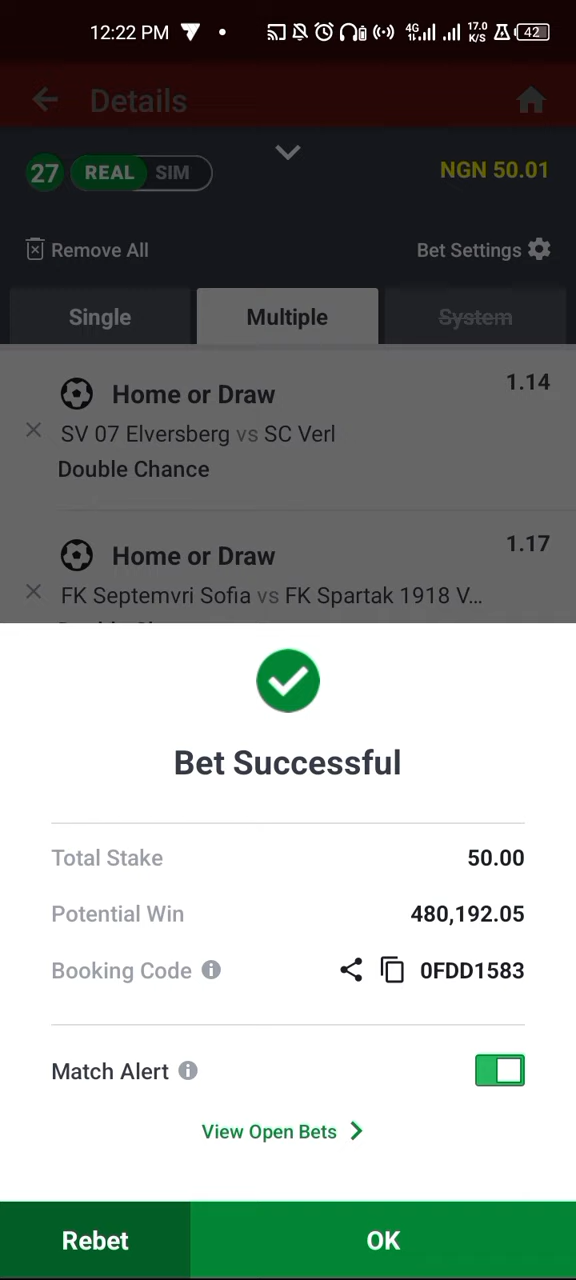 12:22 PM
4G
17.0
K/S
42
Details
27 REAL SIM
NGN 50.01
Remove All
Bet Settings
Single Multiple System
Home or Draw 1.14
SV 07 Elversberg vs SC Verl
Double Chance
Home or Draw 1.17
FK Septemvri Sofia vs FK Spartak 1918 V...
Bet Successful
Total Stake 50.00
Potential Win 480,192.05
Booking Code 0FDD1583
Match Alert
View Open Bets
Rebet OK